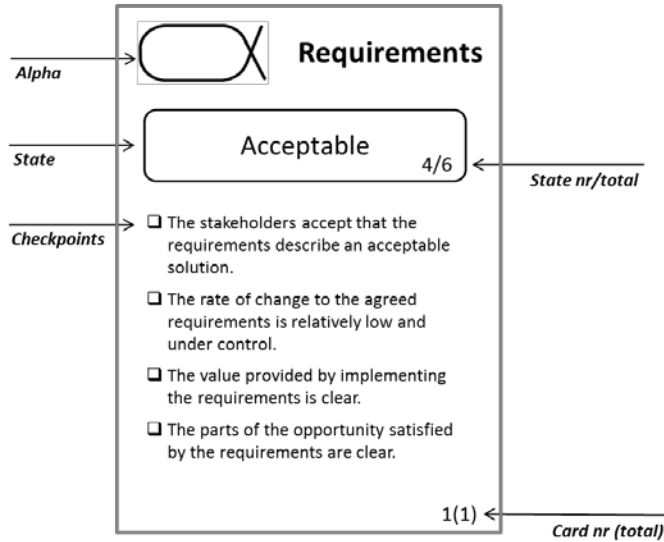 Requirements
Alpha
Acceptable
State
4/6
State nr/total
Checkpoints
❑ The stakeholders accept that the
requirements describe an acceptable
solution.
❑ The rate of change to the agreed
requirements is relatively low and
under control.
❑ The value provided by implementing
the requirements is clear.
❑ The parts of the opportunity satisfied
by the requirements are clear.
1(1)
Card nr (total)